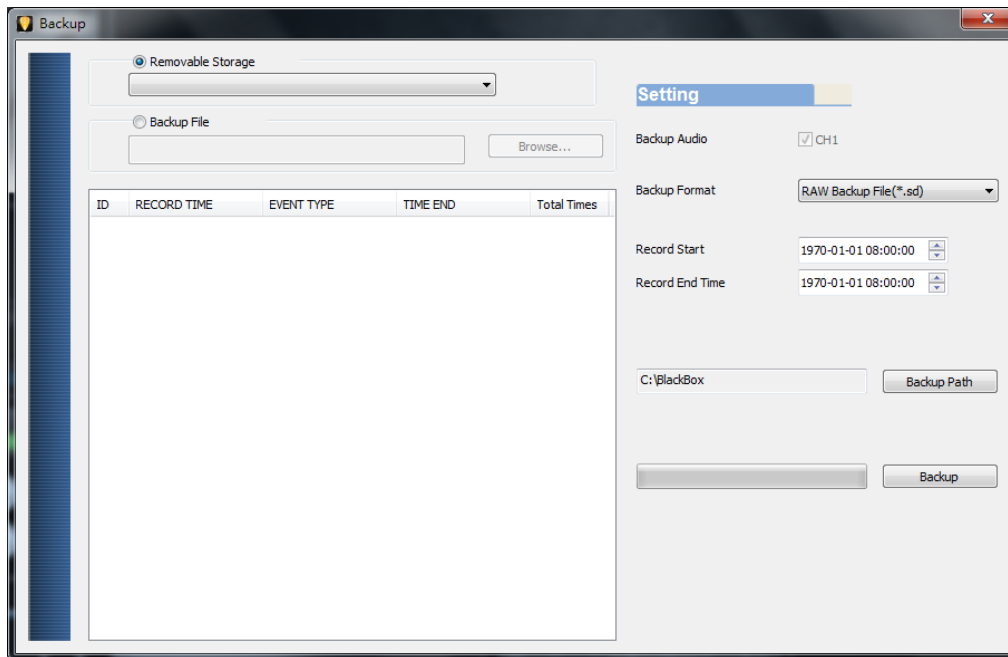 Backup
Removable Storage
Backup File
Browse...
ID RECORD TIME EVENT TYPE TIME END Total Times
Setting
Backup Audio CH1
Backup Format RAW Backup File(*.sd)
Record Start 1970-01-01 08:00:00
Record End Time 1970-01-01 08:00:00
C:\BlackBox Backup Path
Backup